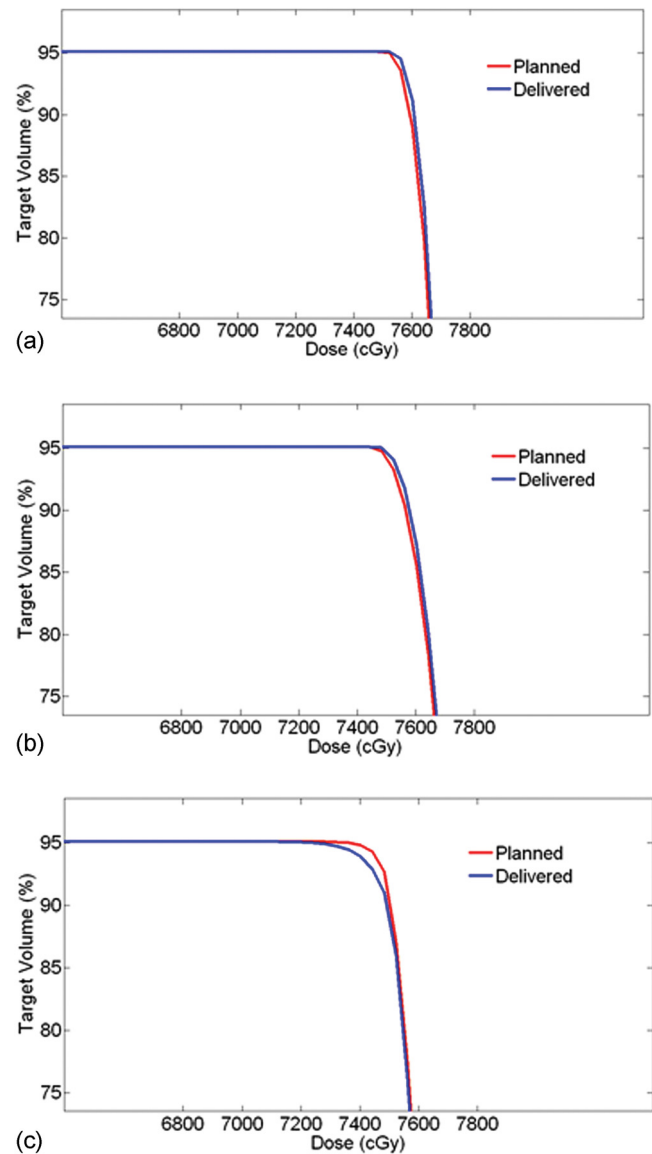 95
90
85
80
75
Target Volume (%)
Planned
Delivered
6800 7000 7200 7400 7600 7800
Dose (cGy)
(a)
95
90
85
80
75
Target Volume (%)
Planned
Delivered
6800 7000 7200 7400 7600 7800
Dose (cGy)
(b)
95
90
85
80
75
Target Volume (%)
Planned
Delivered
6800 7000 7200 7400 7600 7800
Dose (cGy)
(c)